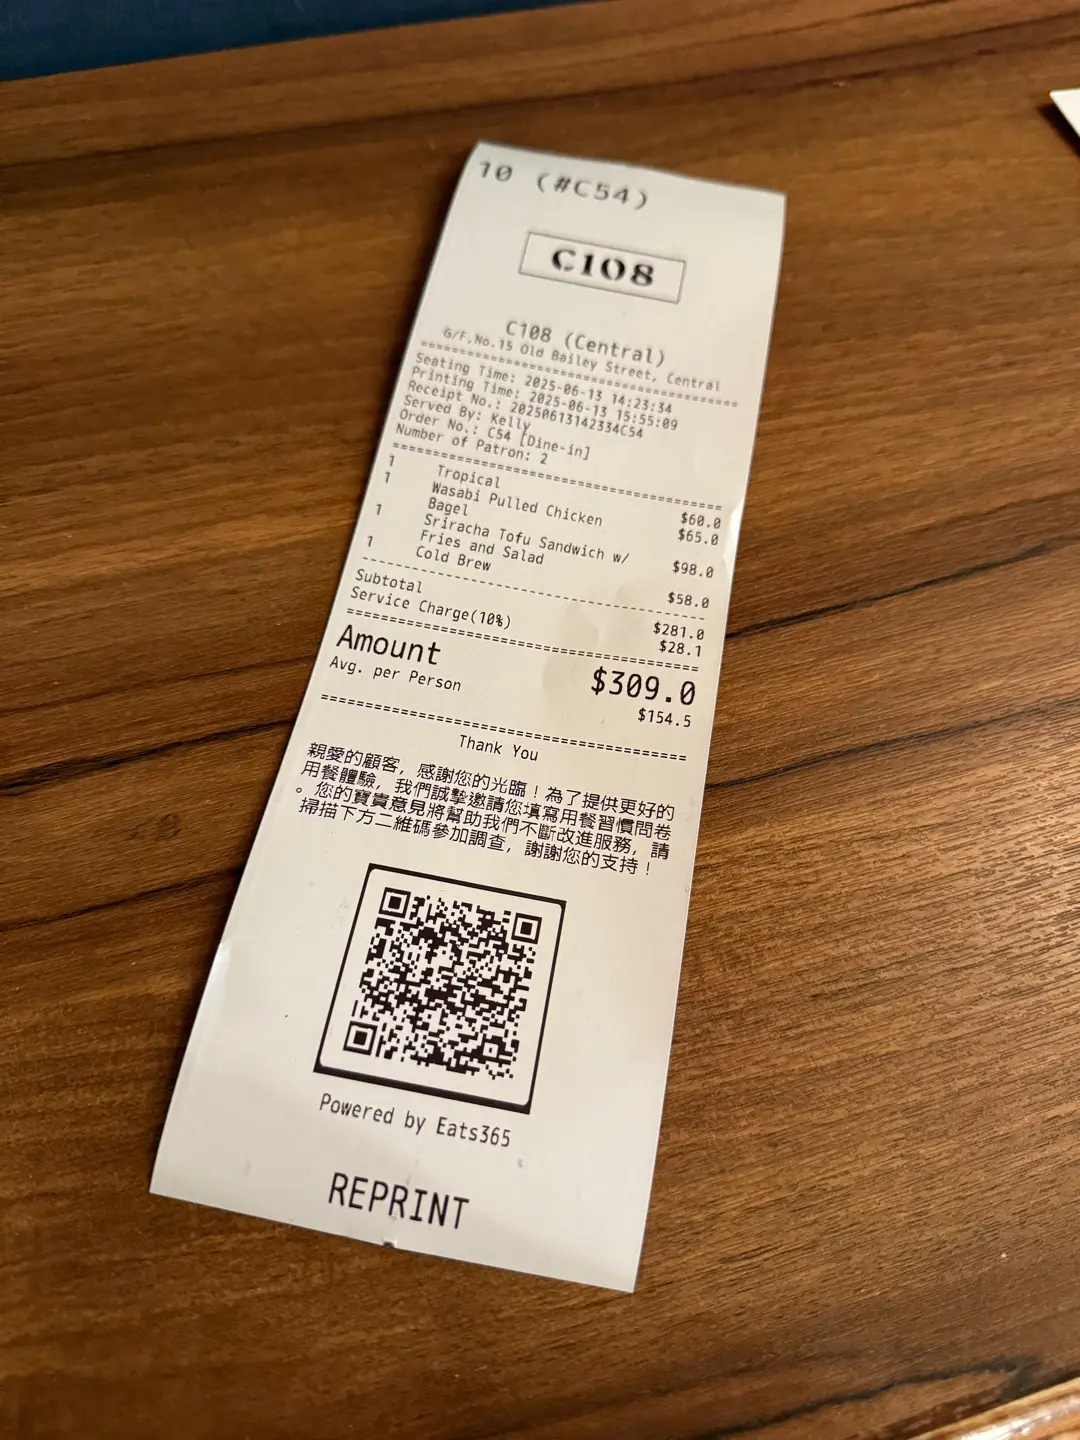 10 (#C54)
C108
C108 (Central)
G/F.No.15 Old Bailey Street, Central
Seating Time: 2025-06-13 14:23:34
Printing Time: 2025-06-13 15:55:09
Receipt No.: 20250613142334C54
Served By: Kelly
Order No.: C54 [Dine-in]
Number of Patron: 2
1 Tropical $60.0
1 Wasabi Pulled Chicken $65.0
Bagel
1 Sriracha Tofu Sandwich w/ $98.0
Fries and Salad
1 Cold Brew $58.0
Subtotal $281.0
Service Charge(10%) $28.1
Amount $309.0
Avg. per Person $154.5
Thank You
親愛的顧客，感謝您的光臨！為了提供更好的
用餐體驗，我們誠摯邀請您填寫用餐習慣問卷
。您的寶貴意見將幫助我們不斷改進服務，請
掃描下方二維碼參加調查，謝謝您的支持！
Powered by Eats365
REPRINT